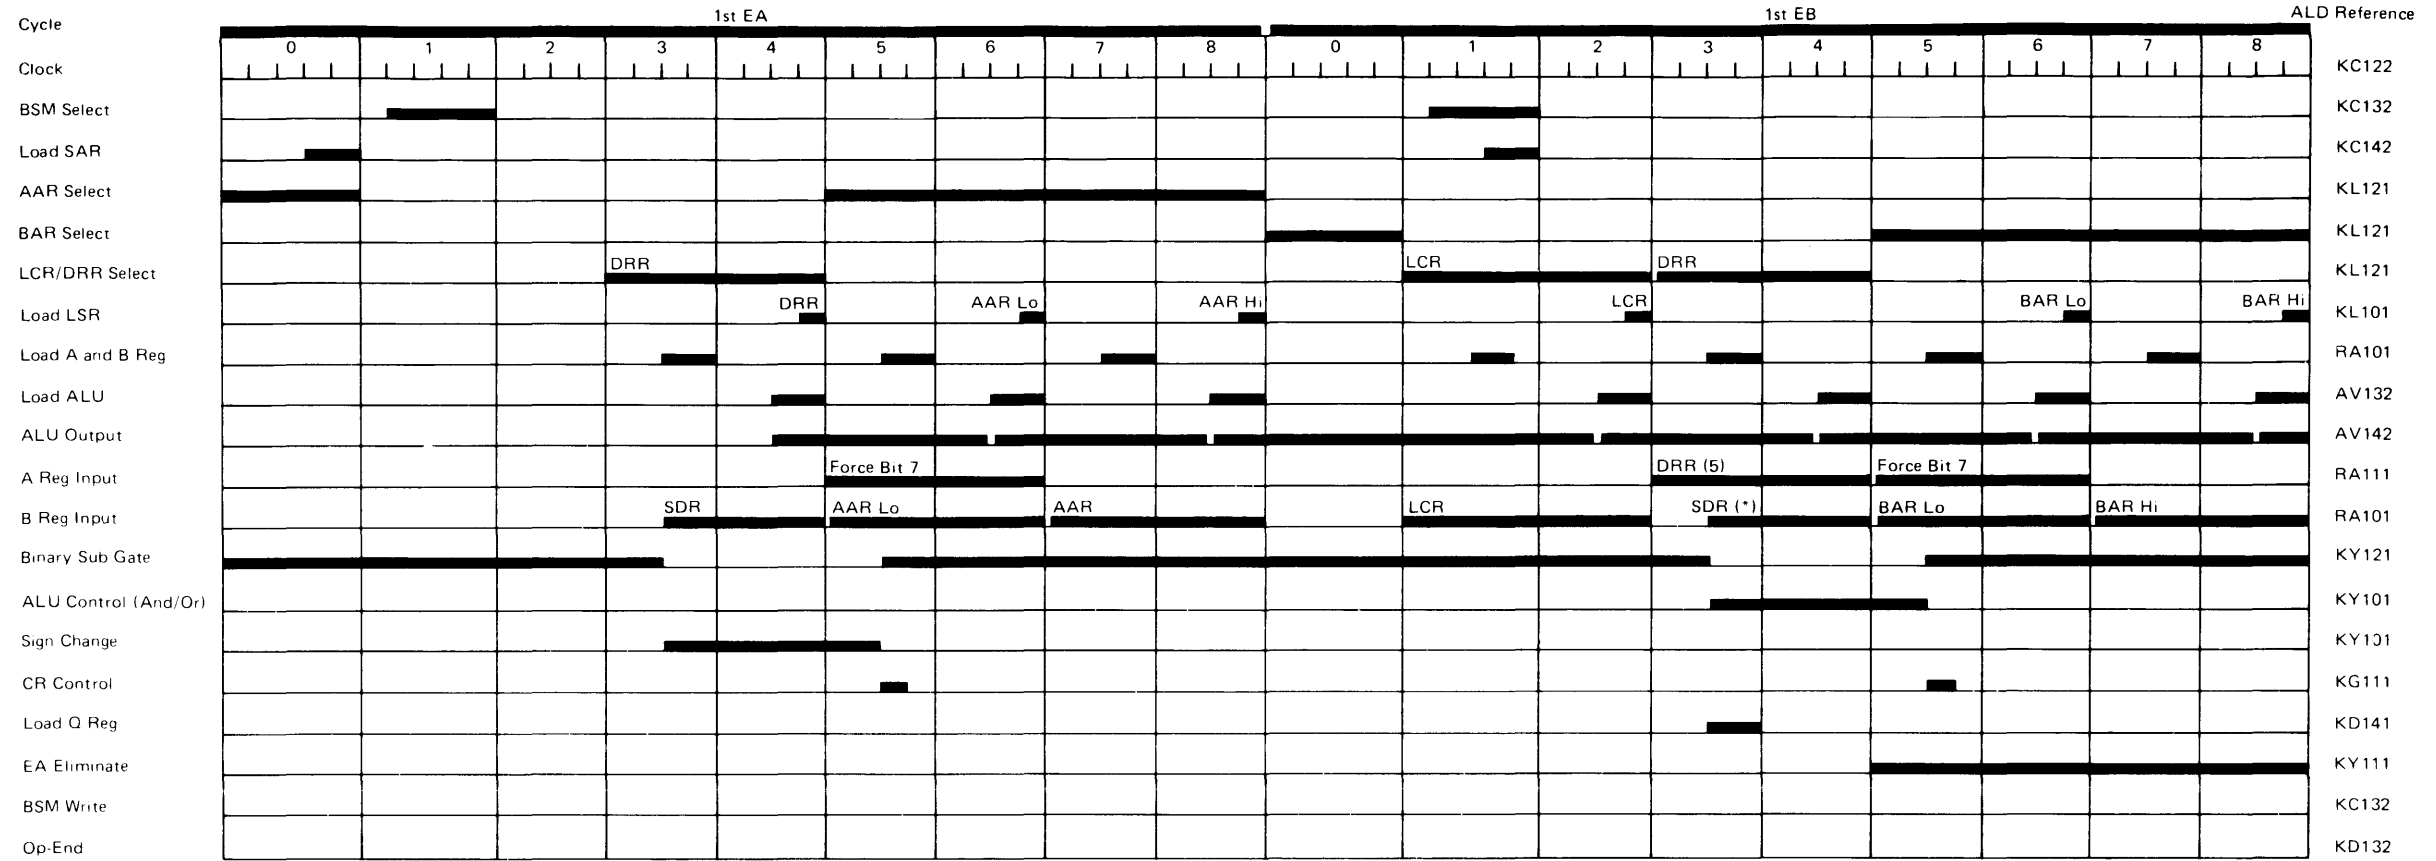 Cycle 1st EA 1st EB ALD Reference
0 1 2 3 4 5 6 7 8 0 1 2 3 4 5 6 7 8
Clock KC122
BSM Select KC132
Load SAR KC142
AAR Select KL121
BAR Select KL121
LCR/DRR Select DRR LCR DRR KL121
Load LSR DRR AAR Lo AAR Hi LCR BAR Lo BAR Hi KL101
Load A and B Reg RA101
Load ALU AV132
ALU Output AV142
A Reg Input Force Bit 7 DRR (5) Force Bit 7 RA111
B Reg Input SDR AAR Lo AAR LCR SDR (*) BAR Lo BAR Hi RA101
Binary Sub Gate KY121
ALU Control (And/Or) KY101
Sign Change KY101
CR Control KG111
Load Q Reg KD141
EA Eliminate KY111
BSM Write KC132
Op-End KD132